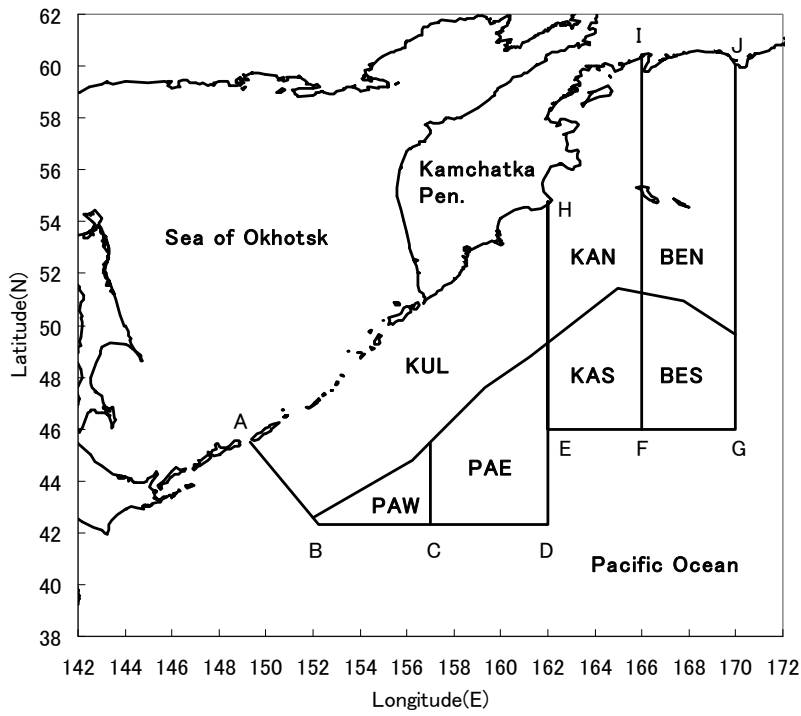 62
60
58
56
54
52
50
48
46
44
42
40
38
Latitude(N)
I
J
Kamchatka
Pen.
H
Sea of Okhotsk
KAN
BEN
KUL
KAS
BES
A
E
F
G
PAE
PAW
B
C
D
Pacific Ocean
142 144 146 148 150 152 154 156 158 160 162 164 166 168 170 172
Longitude(E)